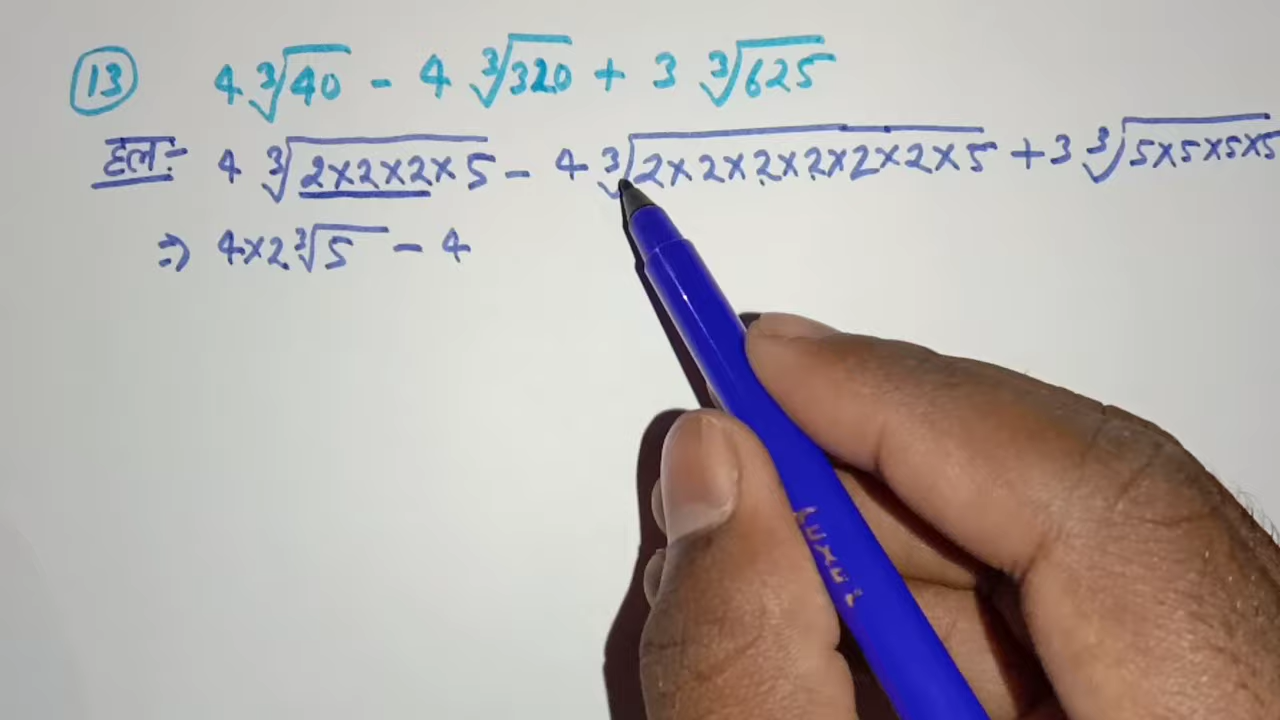 13 4∛40 - 4 ∛320 + 3 ∛625
हल:- 4 ∛2×2×2×5 - 4 ∛2×2×2×2×2×2×5 + 3 ∛5×5×5×5
⇒ 4×2∛5 - 4
Luxor